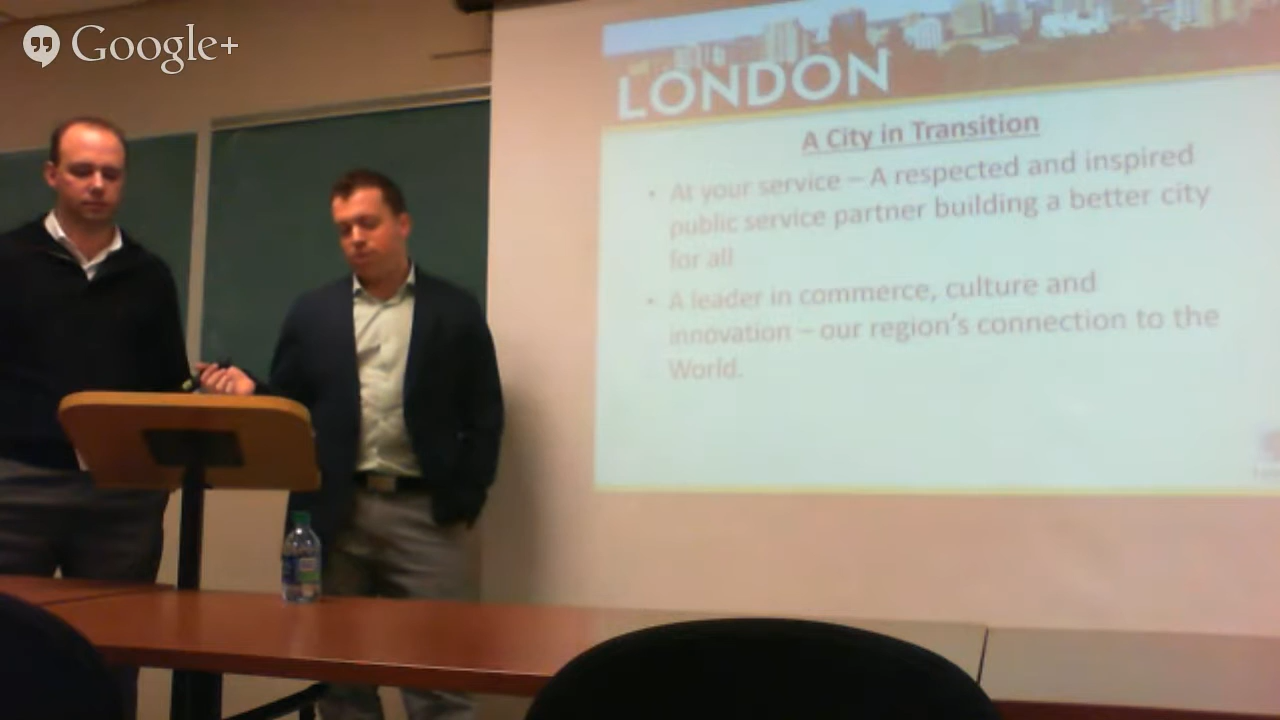 Google+
LONDON
A City in Transition
• At your service – A respected and inspired
public service partner building a better city
for all
• A leader in commerce, culture and
innovation – our region's connection to the
World.